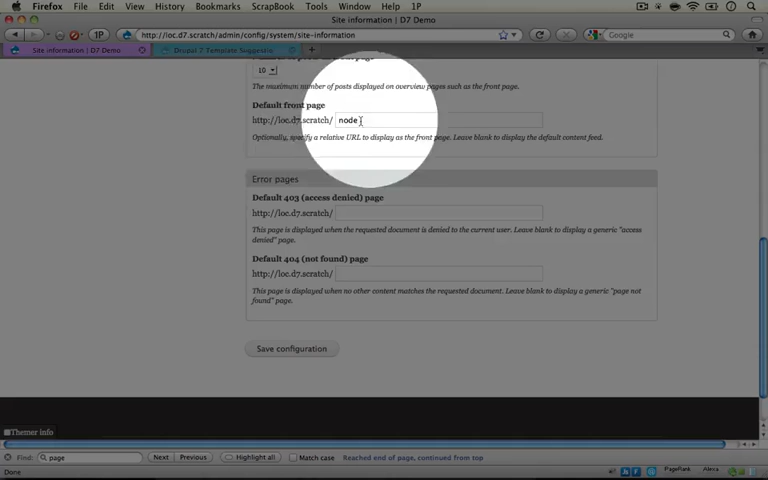 Firefox File Edit View History Bookmarks ScrapBook Tools Window Help 1P
Site information | D7 Demo
1P http://loc.d7.scratch/admin/config/system/site-information Google
Site information | D7 Demo Drupal 7 Template Suggestio
10
The maximum number of posts displayed on overview pages such as the front page.
Default front page
http://loc.d7.scratch/ node
Optionally, specify a relative URL to display as the front page. Leave blank to display the default content feed.
Error pages
Default 403 (access denied) page
http://loc.d7.scratch/
This page is displayed when the requested document is denied to the current user. Leave blank to display a generic "access
denied" page.
Default 404 (not found) page
http://loc.d7.scratch/
This page is displayed when no other content matches the requested document. Leave blank to display a generic "page not
found" page.
Save configuration
Themer info
Find: page Next Previous Highlight all Match case Reached end of page, continued from top
Done PageRank Alexa